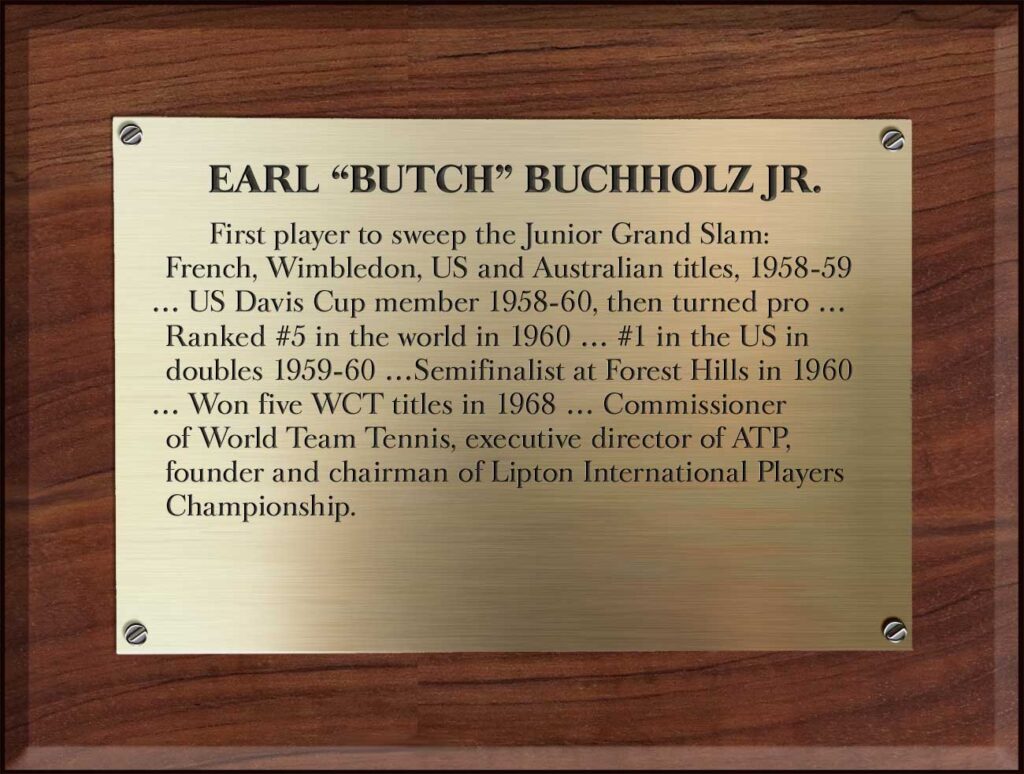 EARL “BUTCH” BUCHHOLZ JR.
First player to sweep the Junior Grand Slam:
French, Wimbledon, US and Australian titles, 1958-59
… US Davis Cup member 1958-60, then turned pro …
Ranked #5 in the world in 1960 … #1 in the US in
doubles 1959-60 …Semifinalist at Forest Hills in 1960
… Won five WCT titles in 1968 … Commissioner
of World Team Tennis, executive director of ATP,
founder and chairman of Lipton International Players
Championship.